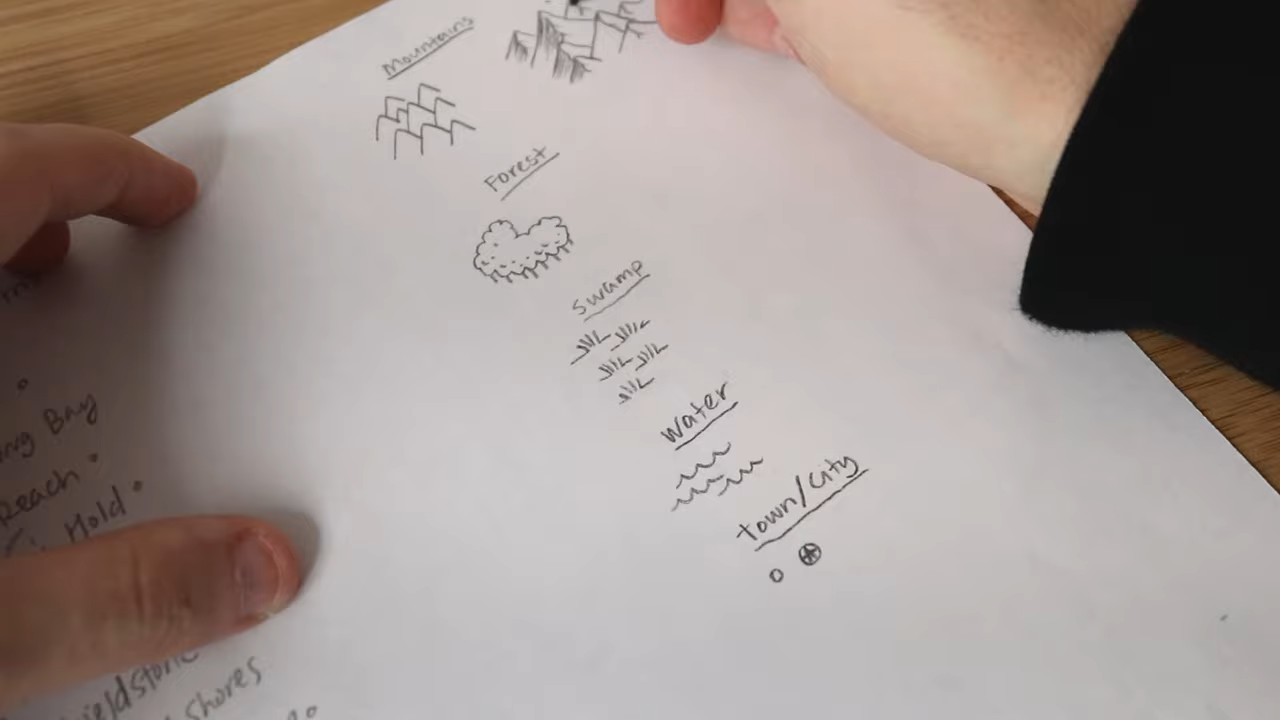 Mountains
Forest
Swamp
Water
town/city
Bay
Reach
Hold
shores